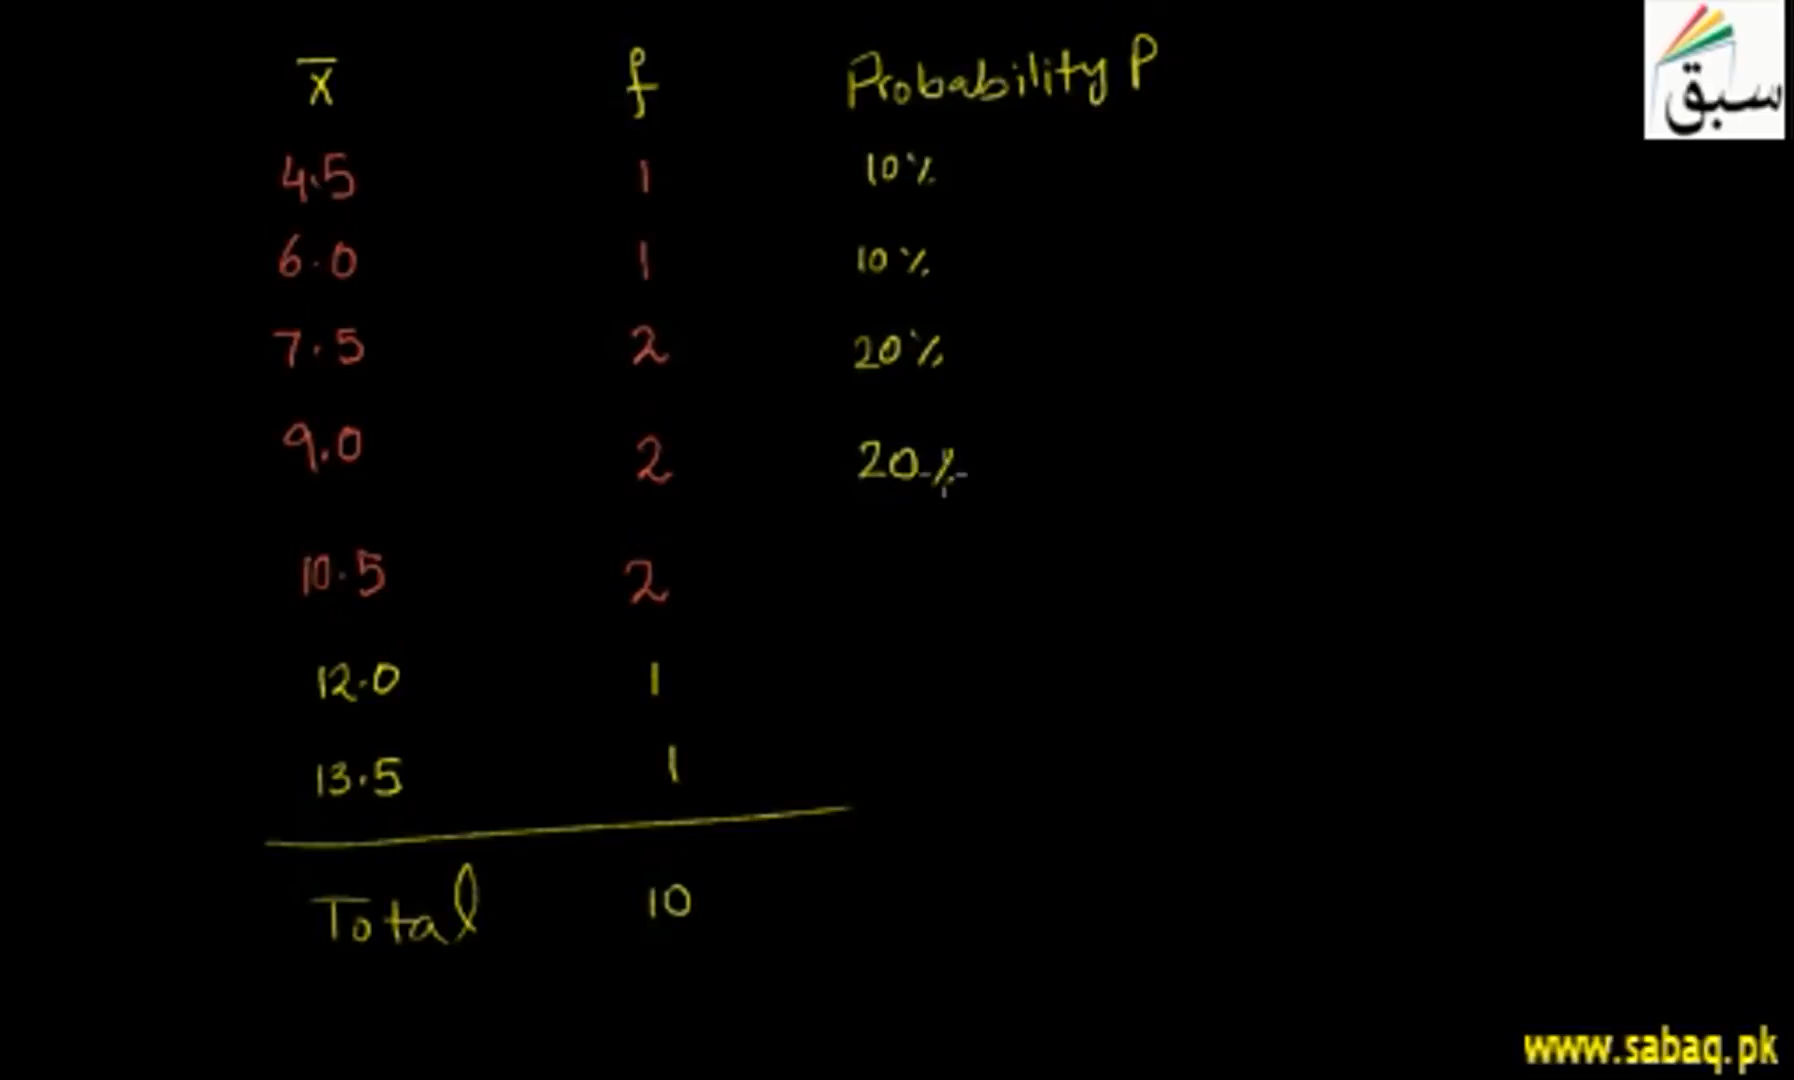 x̄ f Probability P
4.5 1 10%
6.0 1 10%
7.5 2 20%
9.0 2 20%
10.5 2
12.0 1
13.5 1
Total 10
سبق
www.sabaq.pk